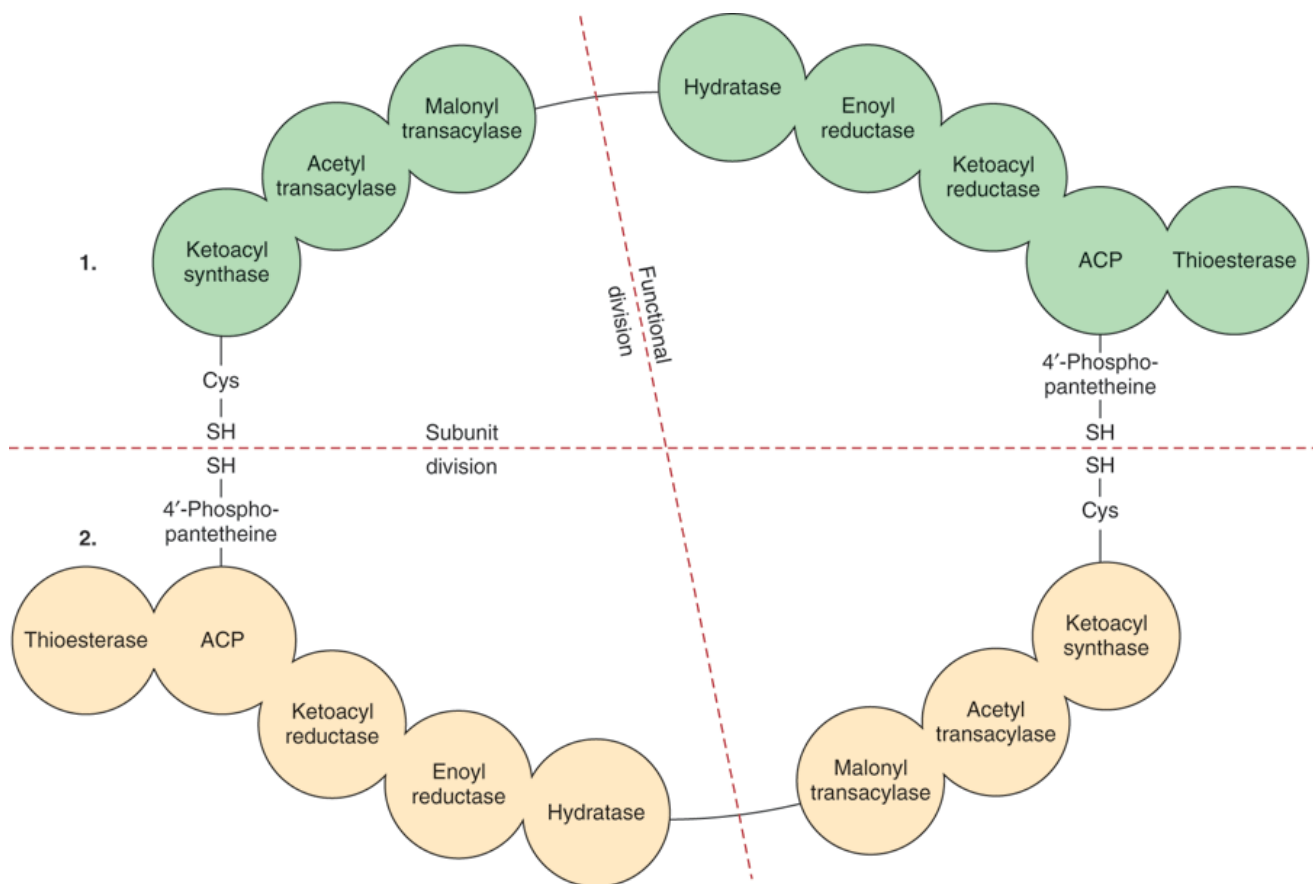 Malonyl
transacylase
Hydratase
Enoyl
reductase
Acetyl
transacylase
Ketoacyl
reductase
1.
Ketoacyl
synthase
ACP
Thioesterase
Functional
division
Cys
4′-Phospho-
pantetheine
SH
Subunit
SH
SH
division
SH
4′-Phospho-
pantetheine
Cys
2.
Thioesterase
ACP
Ketoacyl
synthase
Ketoacyl
reductase
Acetyl
transacylase
Enoyl
reductase
Hydratase
Malonyl
transacylase